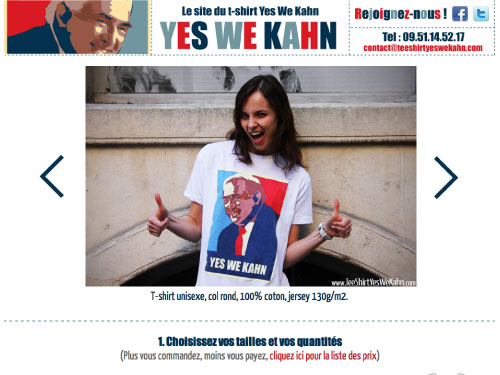 Le site du t-shirt Yes We Kahn
YES WE KAHN
Rejoignez-nous !
Tel : 09.51.14.52.17
contact@teeshirtyeswekahn.com
YES WE KAHN
www.TeeShirtYesWeKahn.com
T-shirt unisexe, col rond, 100% coton, jersey 130g/m2.
1. Choisissez vos tailles et vos quantités
(Plus vous commandez, moins vous payez, cliquez ici pour la liste des prix)